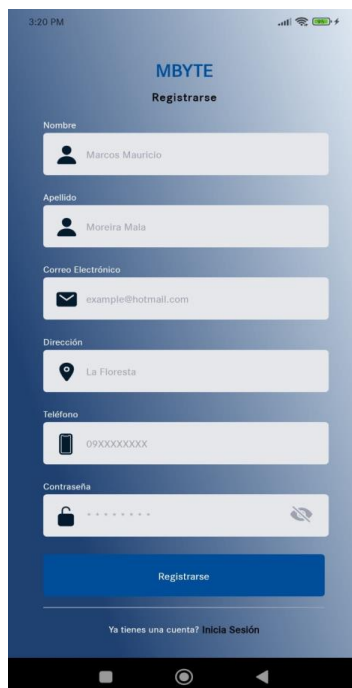 3:20 PM
MBYTE
Registrarse
Nombre
Marcos Mauricio
Apellido
Moreira Mala
Correo Electrónico
example@hotmail.com
Dirección
La Floresta
Teléfono
09XXXXXXXX
Contraseña
* * * * * * * *
Registrarse
Ya tienes una cuenta? Inicia Sesión